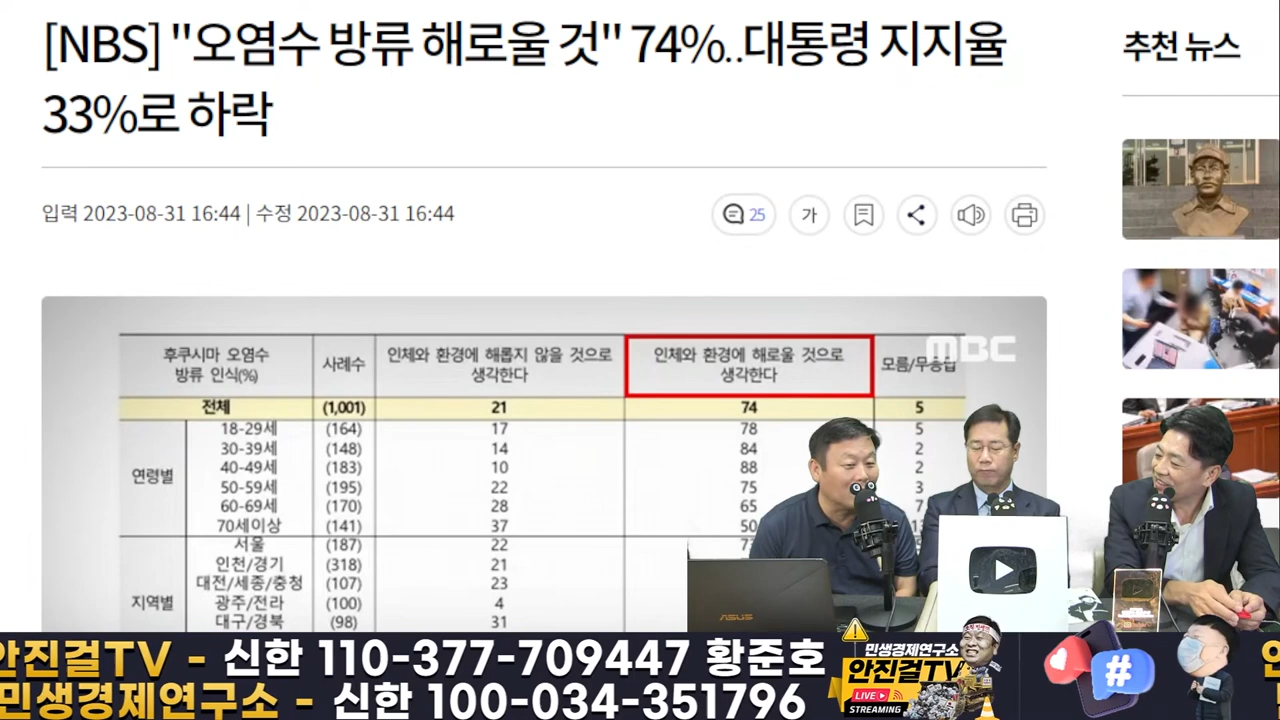 [NBS] "오염수 방류 해로울 것" 74%..대통령 지지율
33%로 하락
추천 뉴스
입력 2023-08-31 16:44 | 수정 2023-08-31 16:44
25
가
MBC
후쿠시마 오염수
방류 인식(%)
사례수
인체와 환경에 해롭지 않을 것으로
생각한다
인체와 환경에 해로울 것으로
생각한다
모름/무응답
전체 (1,001) 21 74 5
연령별
18-29세 (164) 17 78 5
30-39세 (148) 14 84 2
40-49세 (183) 10 88 2
50-59세 (195) 22 75 3
60-69세 (170) 28 65 7
70세이상 (141) 37 50
지역별
서울 (187) 22
인천/경기 (318) 21
대전/세종/충청 (107) 23
광주/전라 (100) 4
대구/경북 (98) 31
ASUS
안진걸TV - 신한 110-377-709447 황준호
민생경제연구소 - 신한 100-034-351796
민생경제연구소
안진걸TV
LIVE
STREAMING
#